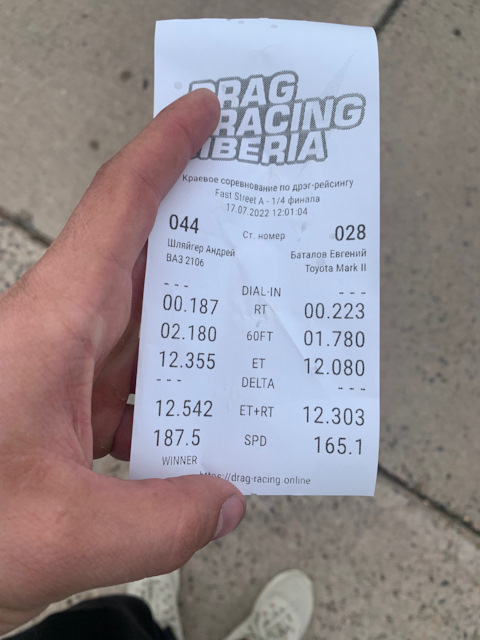 DRAG
RACING
SIBERIA
Краевое соревнование по дрэг-рейсингу
Fast Street A - 1/4 финала
17.07.2022 12:01:04
044 Ст. номер 028
Шляйгер Андрей Баталов Евгений
ВАЗ 2106 Toyota Mark II
--- DIAL-IN ---
00.187 RT 00.223
02.180 60FT 01.780
12.355 ET 12.080
--- DELTA ---
12.542 ET+RT 12.303
187.5 SPD 165.1
WINNER
https://drag-racing.online